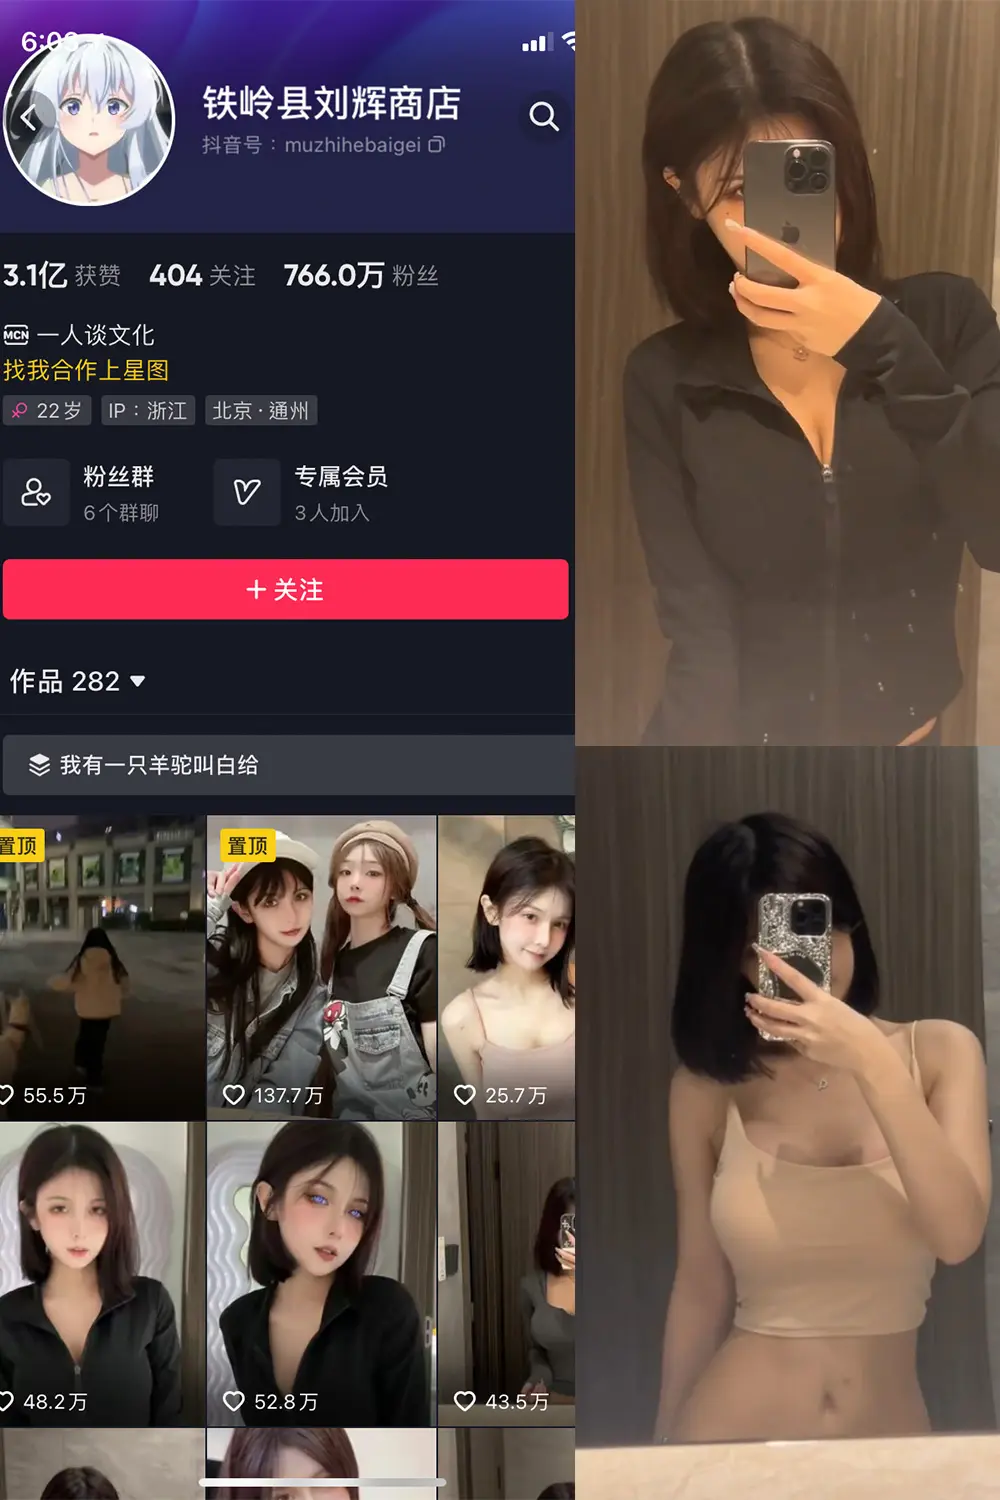 铁岭县刘辉商店
抖音号：muzhihebaigei
3.1亿 获赞 404 关注 766.0万 粉丝
MCN 一人谈文化
找我合作上星图
22岁 IP：浙江 北京·通州
粉丝群 专属会员
6个群聊 3人加入
+ 关注
作品 282
我有一只羊驼叫白给
置顶 置顶
55.5万 137.7万 25.7万
48.2万 52.8万 43.5万